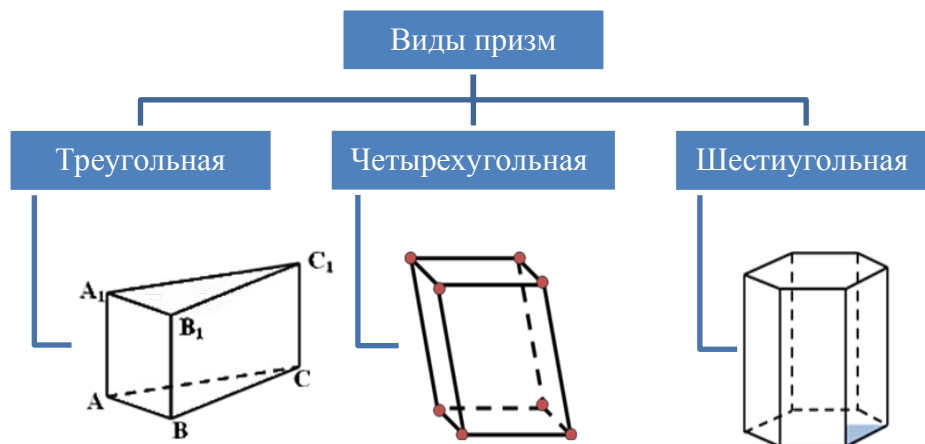 Виды призм
Треугольная
Четырехугольная
Шестиугольная
C₁
A₁
B₁
A
C
B